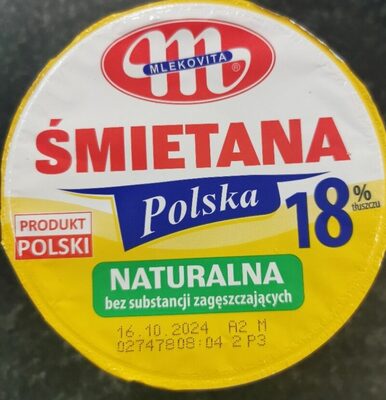 MLEKOVITA
®
ŚMIETANA
Polska
18% tłuszczu
PRODUKT
POLSKI
NATURALNA
bez substancji zagęszczających
16.10.2024 A2 M
02747808:04 2 P3